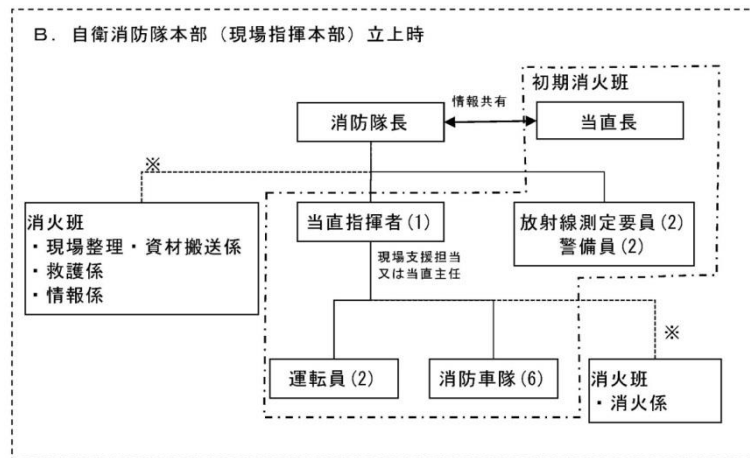 B．自衛消防隊本部（現場指揮本部）立上時
初期消火班
情報共有
消防隊長
当直長
※
消火班
・現場整理・資材搬送係
・救護係
・情報係
当直指揮者(1)
放射線測定要員(2)
警備員(2)
現場支援担当
又は当直主任
※
運転員(2)
消防車隊(6)
消火班
・消火係